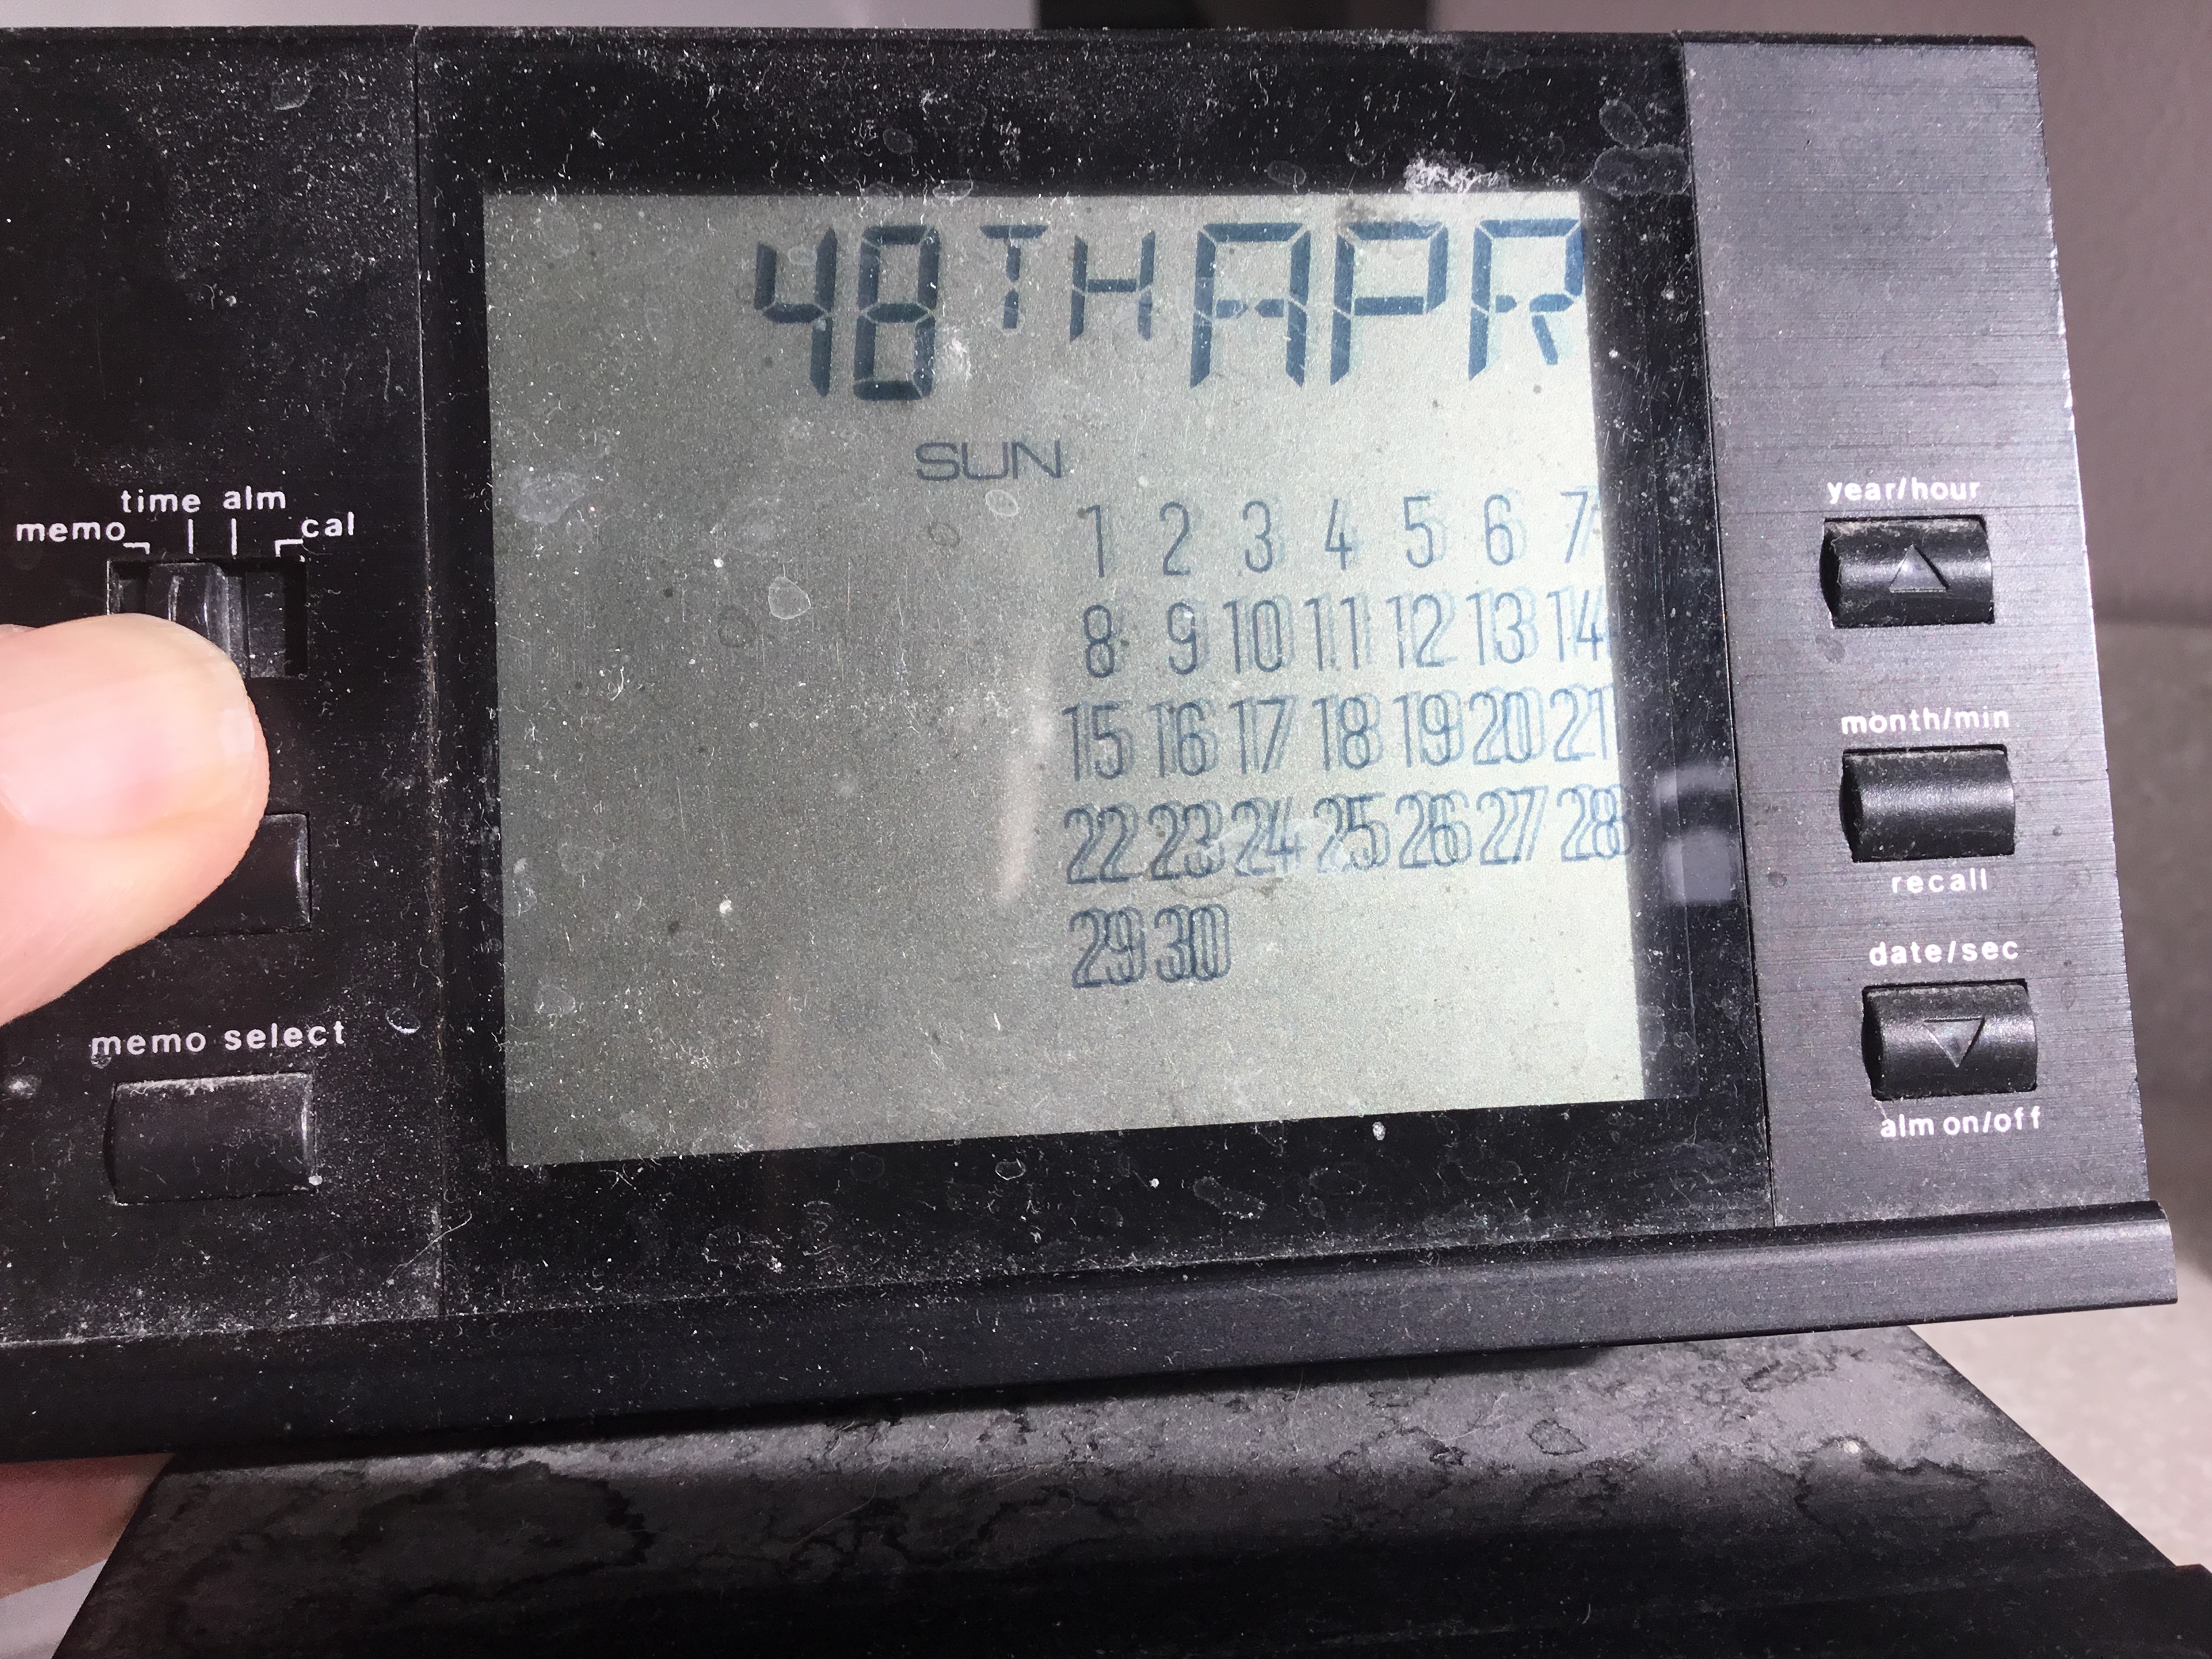 48TH APR
SUN
1 2 3 4 5 6 7
8 9 10 11 12 13 14
15 16 17 18 19 20 21
22 23 24 25 26 27 28
29 30
time alm
memo cal
memo select
year/hour
month/min
recall
date/sec
alm on/off